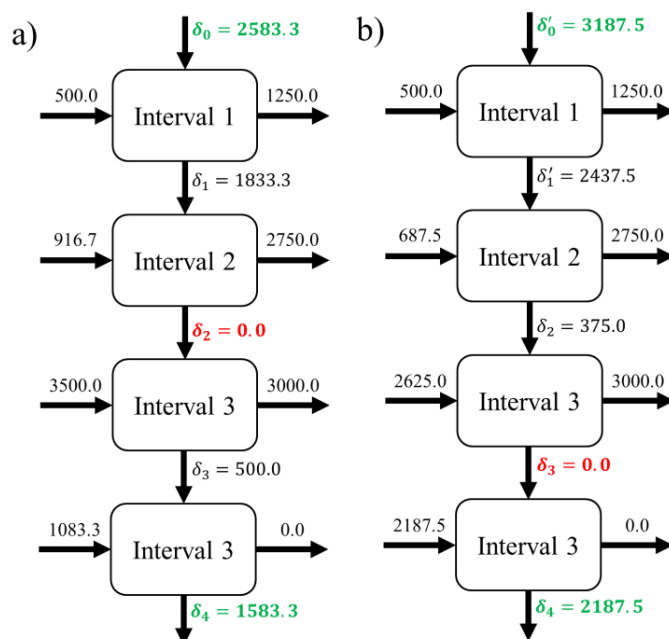 a)
δ₀ = 2583.3
500.0
Interval 1
1250.0
δ₁ = 1833.3
916.7
Interval 2
2750.0
δ₂ = 0.0
3500.0
Interval 3
3000.0
δ₃ = 500.0
1083.3
Interval 3
0.0
δ₄ = 1583.3
b)
δ′₀ = 3187.5
500.0
Interval 1
1250.0
δ′₁ = 2437.5
687.5
Interval 2
2750.0
δ₂ = 375.0
2625.0
Interval 3
3000.0
δ₃ = 0.0
2187.5
Interval 3
0.0
δ₄ = 2187.5